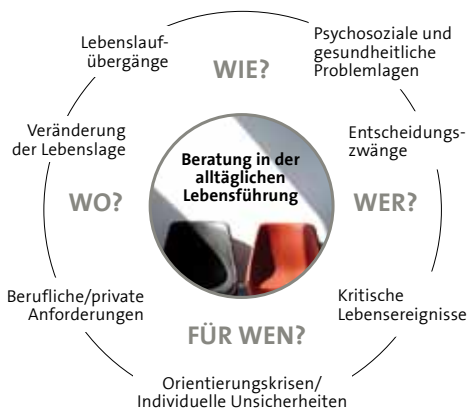 Lebenslauf-
übergänge
Psychosoziale und
gesundheitliche
Problemlagen
WIE?
Veränderung
der Lebenslage
Entscheidungs-
zwänge
Beratung in der
alltäglichen
Lebensführung
WO?
WER?
Berufliche/private
Anforderungen
Kritische
Lebensereignisse
FÜR WEN?
Orientierungskrisen/
Individuelle Unsicherheiten